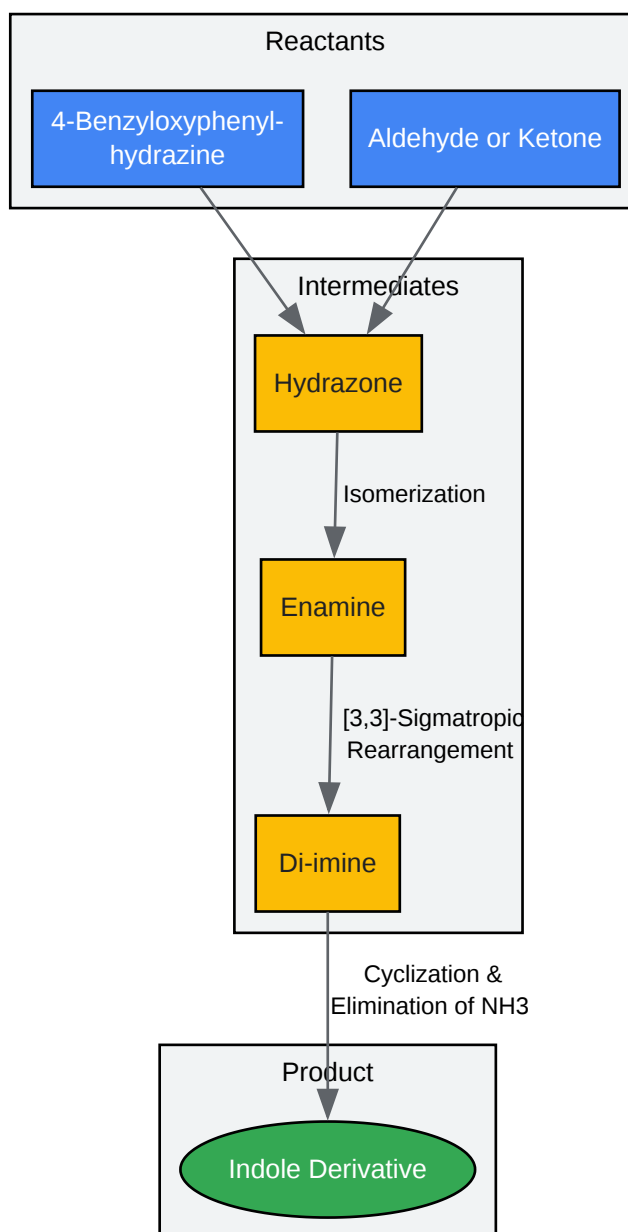 Reactants
4-Benzyloxyphenyl-
hydrazine
Aldehyde or Ketone
Intermediates
Hydrazone
Isomerization
Enamine
[3,3]-Sigmatropic
Rearrangement
Di-imine
Cyclization &
Elimination of NH3
Product
Indole Derivative